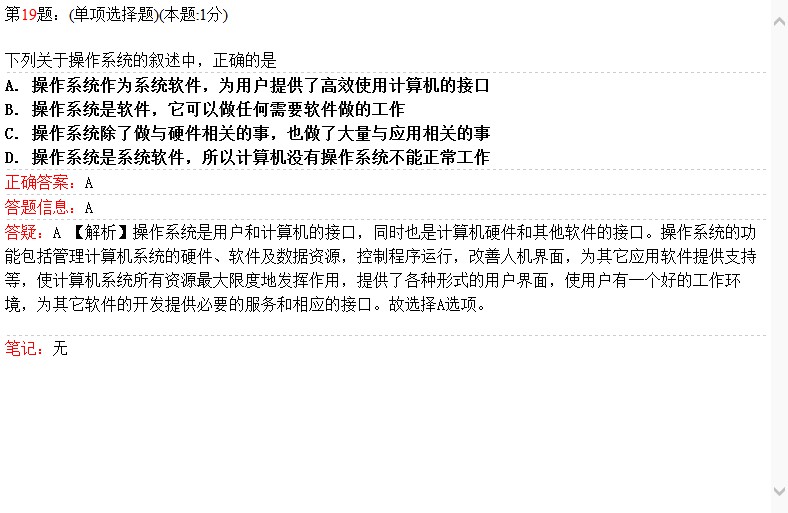 第19题：(单项选择题)(本题:1分)
下列关于操作系统的叙述中，正确的是
A. 操作系统作为系统软件，为用户提供了高效使用计算机的接口
B. 操作系统是软件，它可以做任何需要软件做的工作
C. 操作系统除了做与硬件相关的事，也做了大量与应用相关的事
D. 操作系统是系统软件，所以计算机没有操作系统不能正常工作
正确答案：A
答题信息：A
答疑：A 【解析】操作系统是用户和计算机的接口，同时也是计算机硬件和其他软件的接口。操作系统的功
能包括管理计算机系统的硬件、软件及数据资源，控制程序运行，改善人机界面，为其它应用软件提供支持
等，使计算机系统所有资源最大限度地发挥作用，提供了各种形式的用户界面，使用户有一个好的工作环
境，为其它软件的开发提供必要的服务和相应的接口。故选择A选项。
笔记：无